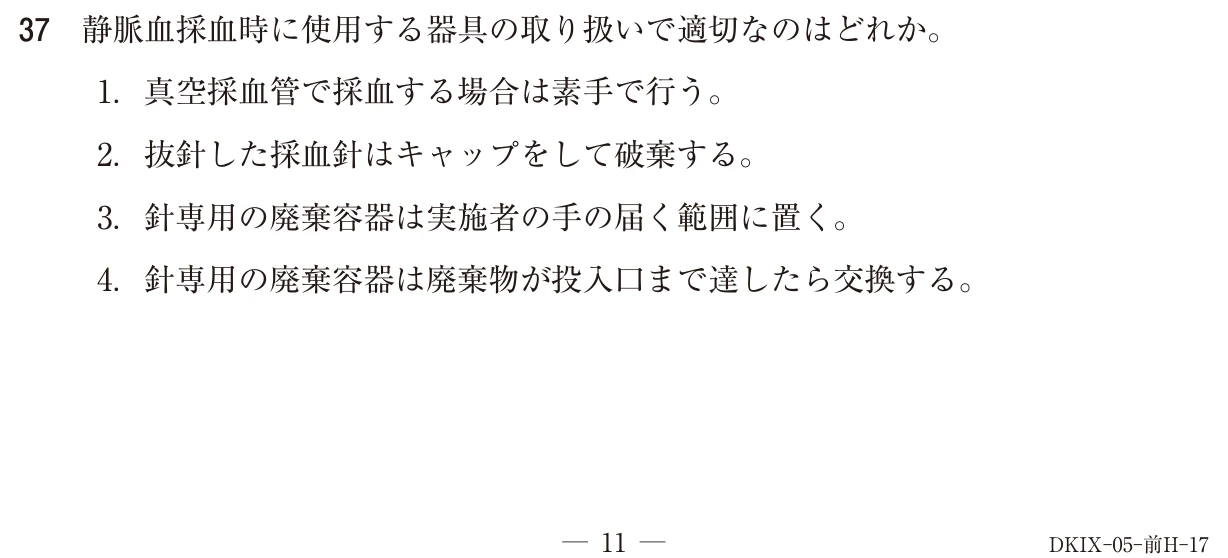 37 静脈血採血時に使用する器具の取り扱いで適切なのはどれか。
1. 真空採血管で採血する場合は素手で行う。
2. 抜針した採血針はキャップをして破棄する。
3. 針専用の廃棄容器は実施者の手の届く範囲に置く。
4. 針専用の廃棄容器は廃棄物が投入口まで達したら交換する。
— 11 —
DKIX-05-前H-17